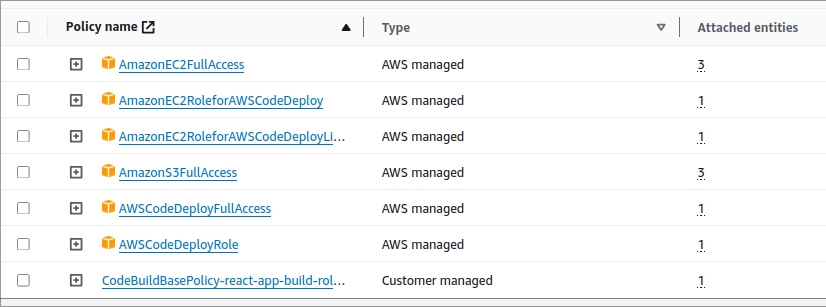 Policy name Type Attached entities
AmazonEC2FullAccess AWS managed 3
AmazonEC2RoleforAWSCodeDeploy AWS managed 1
AmazonEC2RoleforAWSCodeDeployLi... AWS managed 1
AmazonS3FullAccess AWS managed 3
AWSCodeDeployFullAccess AWS managed 1
AWSCodeDeployRole AWS managed 1
CodeBuildBasePolicy-react-app-build-rol... Customer managed 1